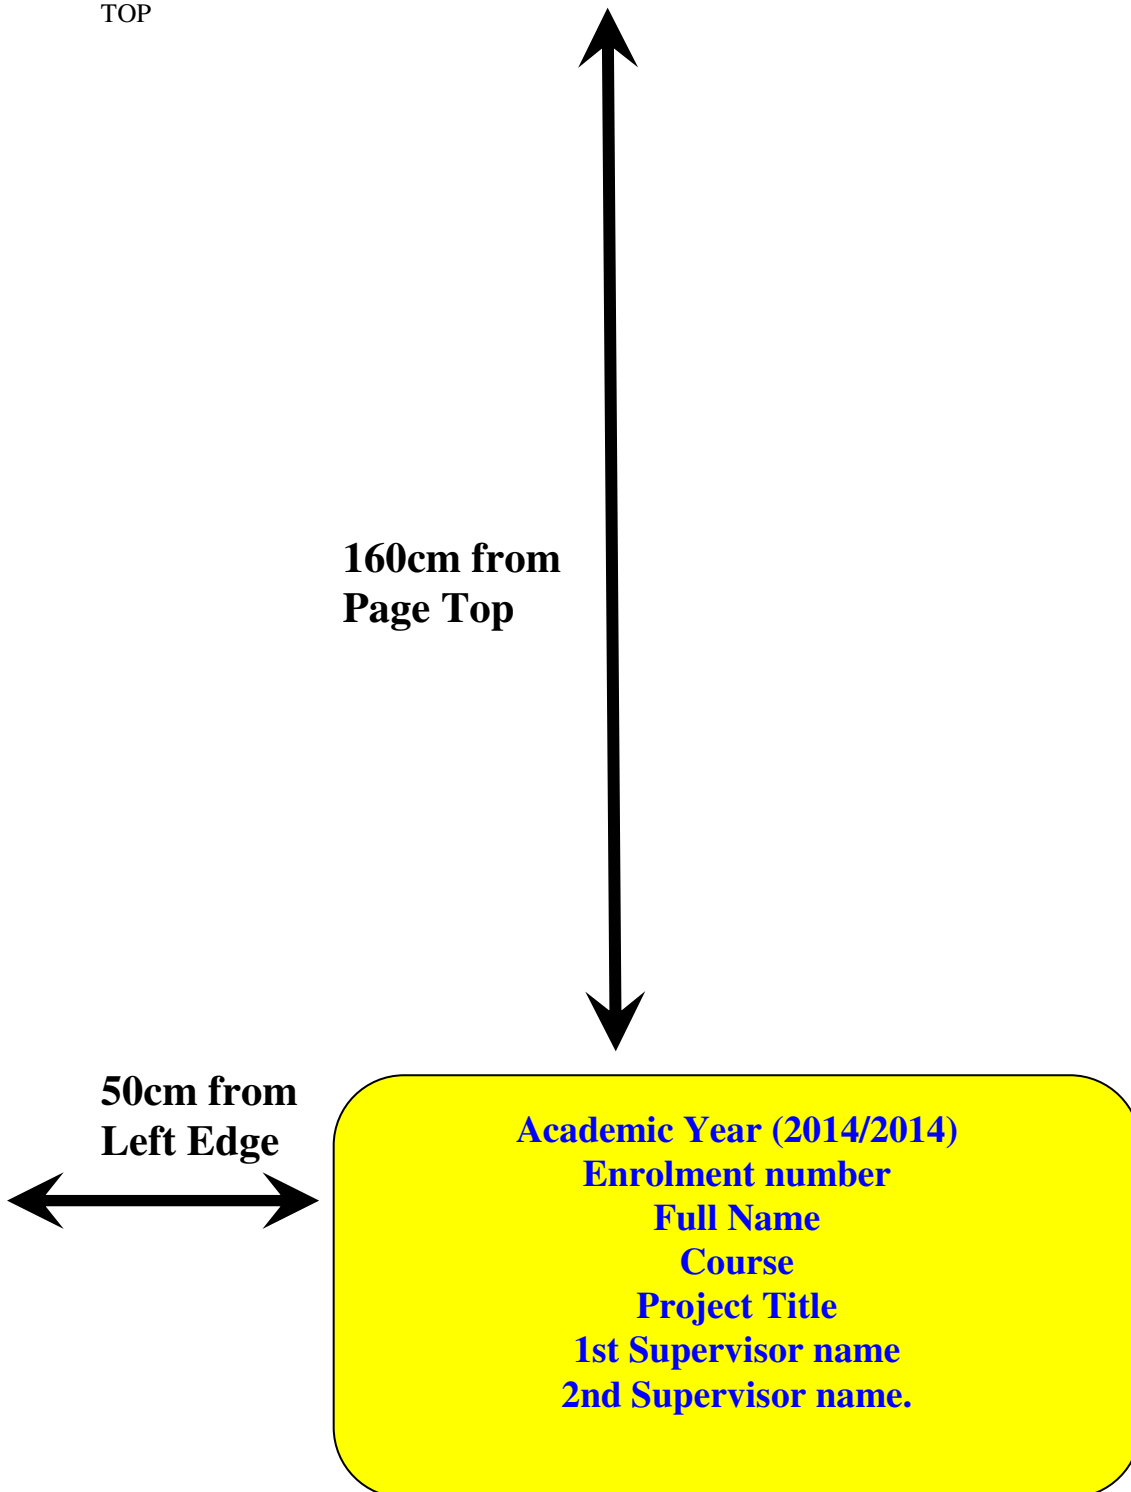 TOP
160cm from
Page Top
50cm from
Left Edge
Academic Year (2014/2014)
Enrolment number
Full Name
Course
Project Title
1st Supervisor name
2nd Supervisor name.